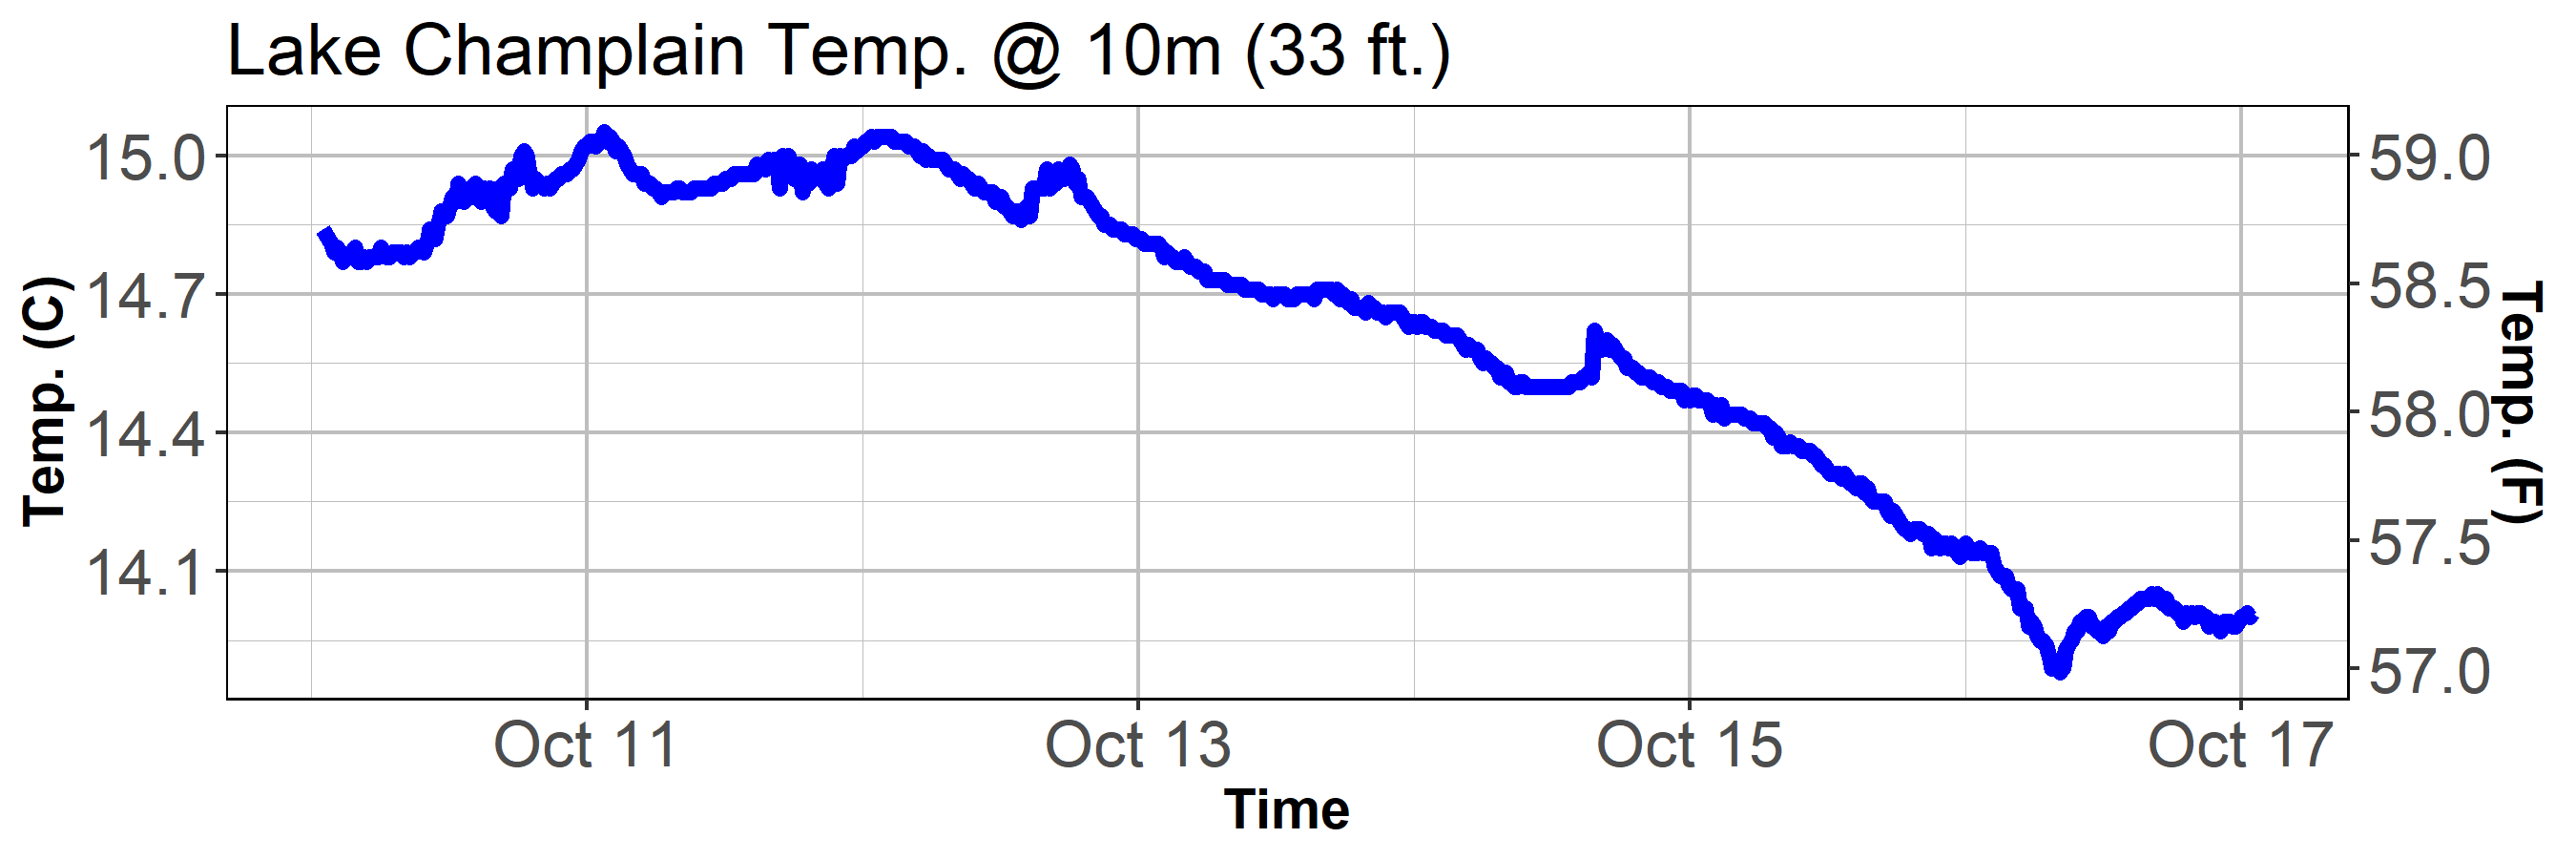 Lake Champlain Temp. @ 10m (33 ft.)
Temp. (C)
15.0
14.7
14.4
14.1
59.0
58.5
58.0
57.5
57.0
Temp. (F)
Oct 11
Oct 13
Oct 15
Oct 17
Time